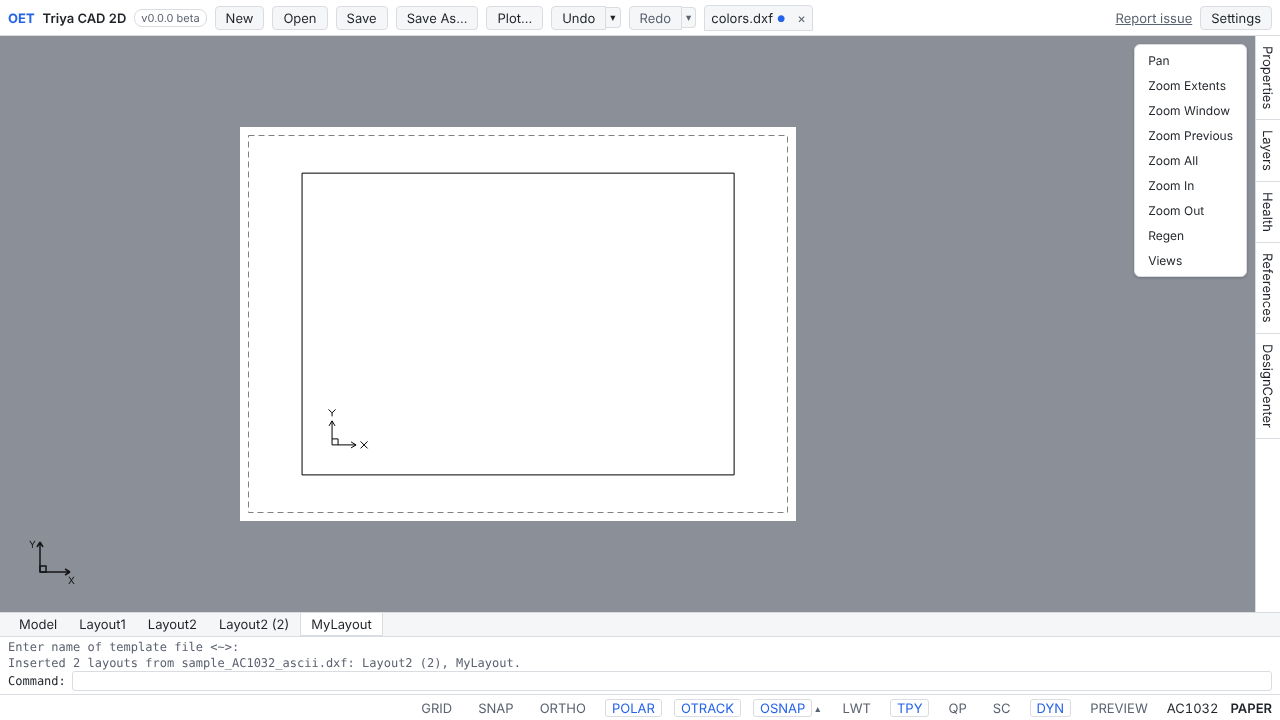 OET Triya CAD 2D v0.0.0 beta New Open Save Save As... Plot... Undo ▾ Redo ▾ colors.dxf ● × Report issue Settings
Pan
Zoom Extents
Zoom Window
Zoom Previous
Zoom All
Zoom In
Zoom Out
Regen
Views
Properties
Layers
Health
References
DesignCenter
Y
X
Y
X
Model Layout1 Layout2 Layout2 (2) MyLayout
Enter name of template file <~>:
Inserted 2 layouts from sample_AC1032_ascii.dxf: Layout2 (2), MyLayout.
Command:
GRID SNAP ORTHO POLAR OTRACK OSNAP ▴ LWT TPY QP SC DYN PREVIEW AC1032 PAPER